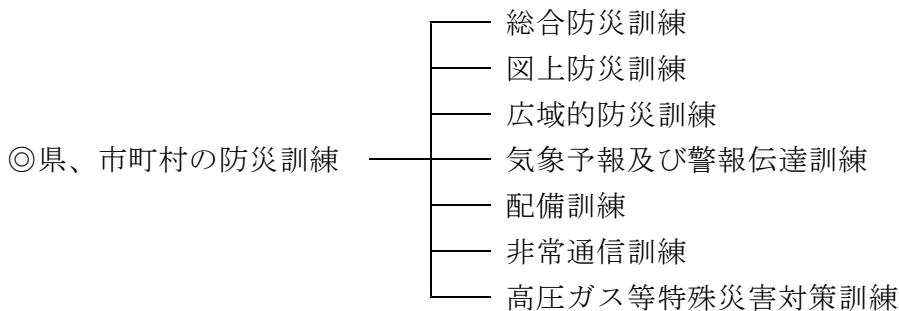 ◎県、市町村の防災訓練
総合防災訓練
図上防災訓練
広域的防災訓練
気象予報及び警報伝達訓練
配備訓練
非常通信訓練
高圧ガス等特殊災害対策訓練